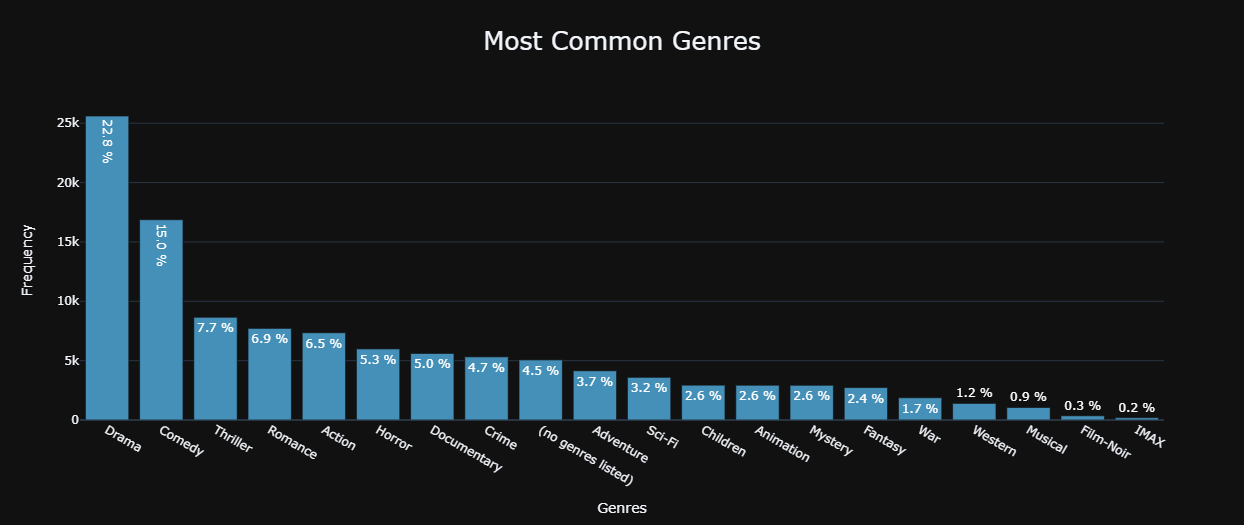 Most Common Genres
Frequency
25k
20k
15k
10k
5k
0
22.8 %
15.0 %
7.7 %
6.9 %
6.5 %
5.3 %
5.0 %
4.7 %
4.5 %
3.7 %
3.2 %
2.6 %
2.6 %
2.6 %
2.4 %
1.7 %
1.2 %
0.9 %
0.3 %
0.2 %
Drama
Comedy
Thriller
Romance
Action
Horror
Documentary
Crime
(no genres listed)
Adventure
Sci-Fi
Children
Animation
Mystery
Fantasy
War
Western
Musical
Film-Noir
IMAX
Genres